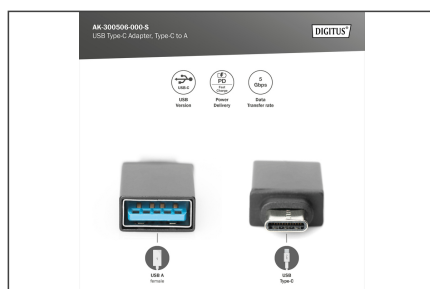 AK-300506-000-S
USB Type-C Adapter, Type-C to A
DIGITUS®
USB-C
PD
Fast
Charge
5
Gbps
USB
Version
Power
Delivery
Data
Transfer rate
USB A
female
USB
Type-C